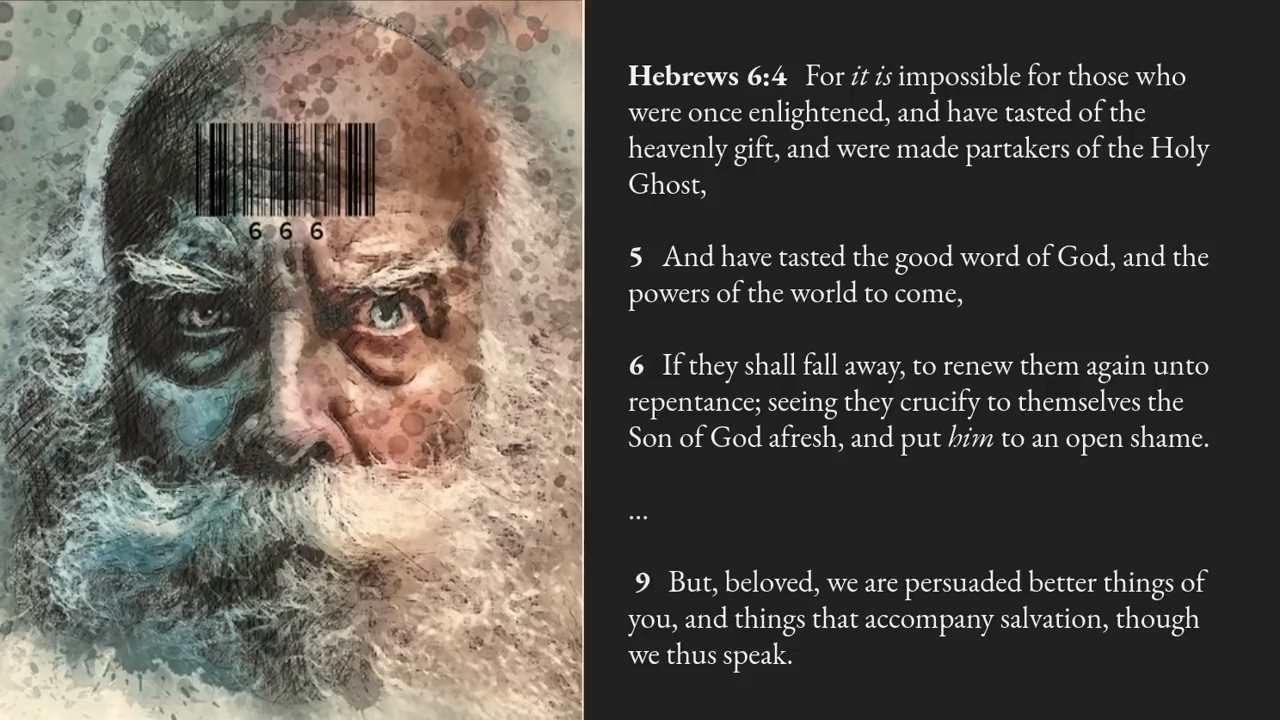 6 6 6
Hebrews 6:4 For it is impossible for those who
were once enlightened, and have tasted of the
heavenly gift, and were made partakers of the Holy
Ghost,
5 And have tasted the good word of God, and the
powers of the world to come,
6 If they shall fall away, to renew them again unto
repentance; seeing they crucify to themselves the
Son of God afresh, and put him to an open shame.
...
9 But, beloved, we are persuaded better things of
you, and things that accompany salvation, though
we thus speak.